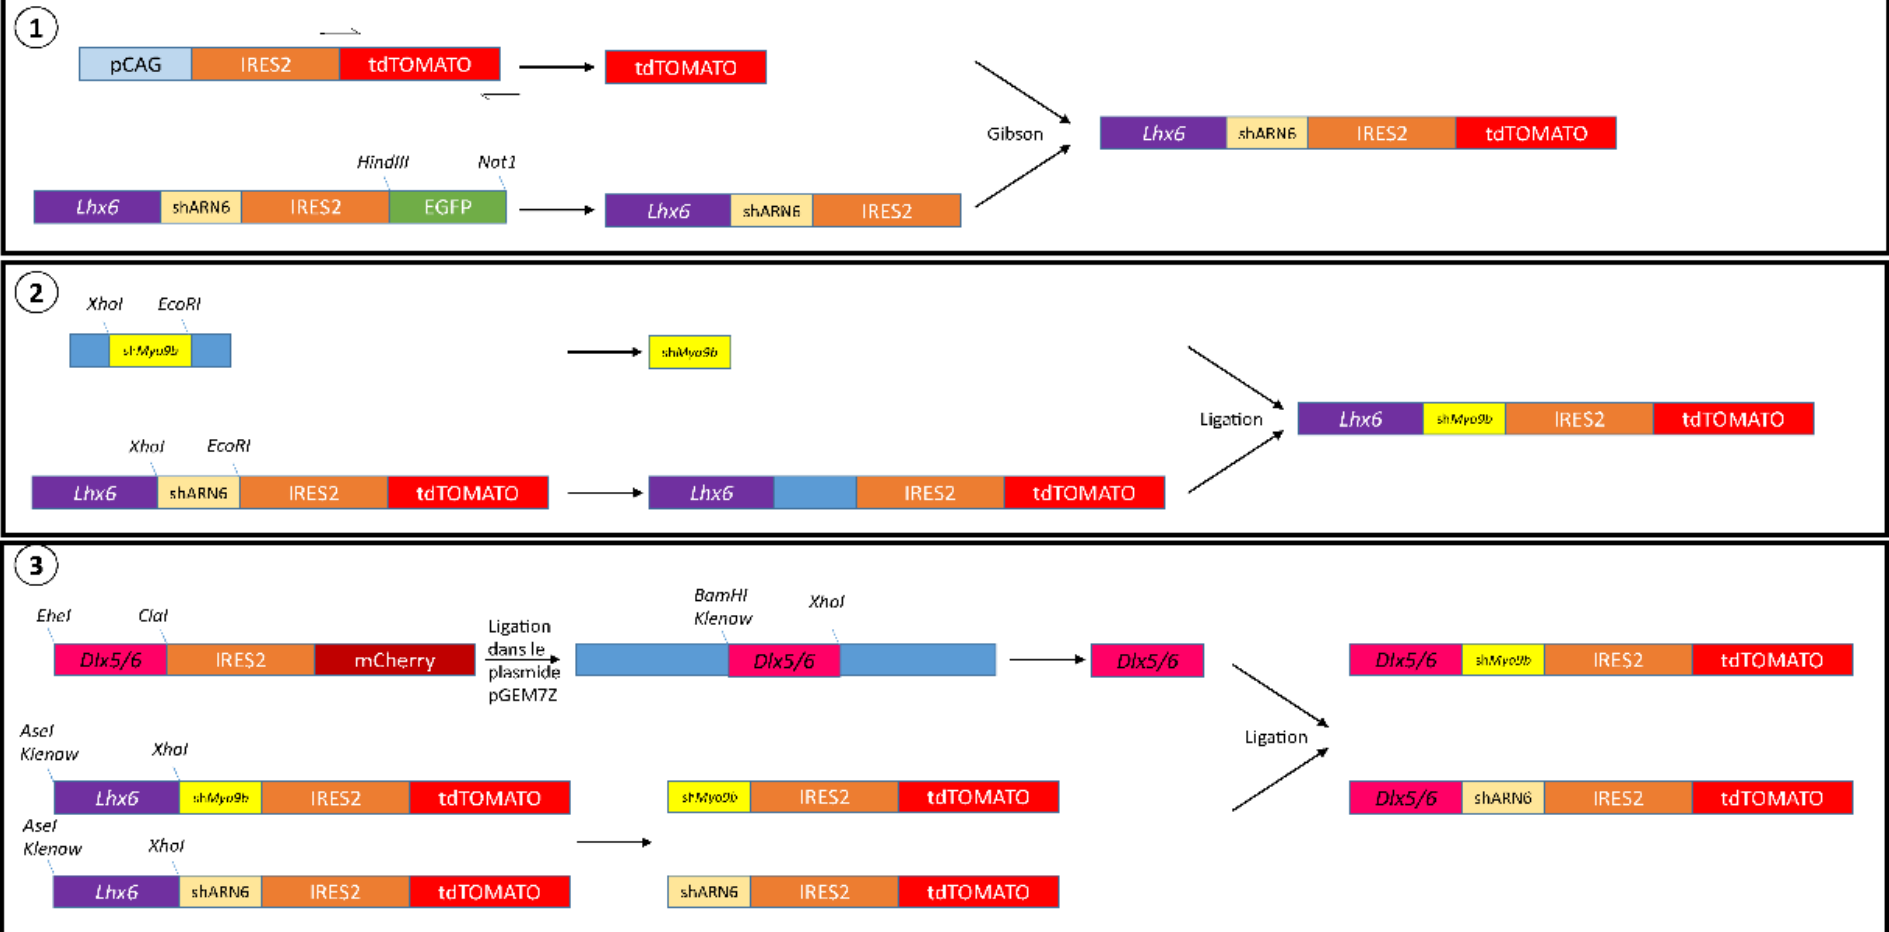 1
pCAG IRES2 tdTOMATO
tdTOMATO
Gibson
Lhx6 shARN6 IRES2 tdTOMATO
HindIII Not1
Lhx6 shARN6 IRES2 EGFP
Lhx6 shARN6 IRES2
2
XhoI EcoRI
shMyo9b
shMyo9b
Ligation
Lhx6 shMyo9b IRES2 tdTOMATO
XhoI EcoRI
Lhx6 shARN6 IRES2 tdTOMATO
Lhx6 IRES2 tdTOMATO
3
EheI ClaI
Dlx5/6 IRES2 mCherry
Ligation
dans le
plasmide
pGEM7Z
BamHI
Klenow
XhoI
Dlx5/6
Dlx5/6
Dlx5/6 shMyo9b IRES2 tdTOMATO
AseI
Klenow
XhoI
Lhx6 shMyo9b IRES2 tdTOMATO
shMyo9b IRES2 tdTOMATO
Ligation
Dlx5/6 shARN6 IRES2 tdTOMATO
AseI
Klenow
XhoI
Lhx6 shARN6 IRES2 tdTOMATO
shARN6 IRES2 tdTOMATO